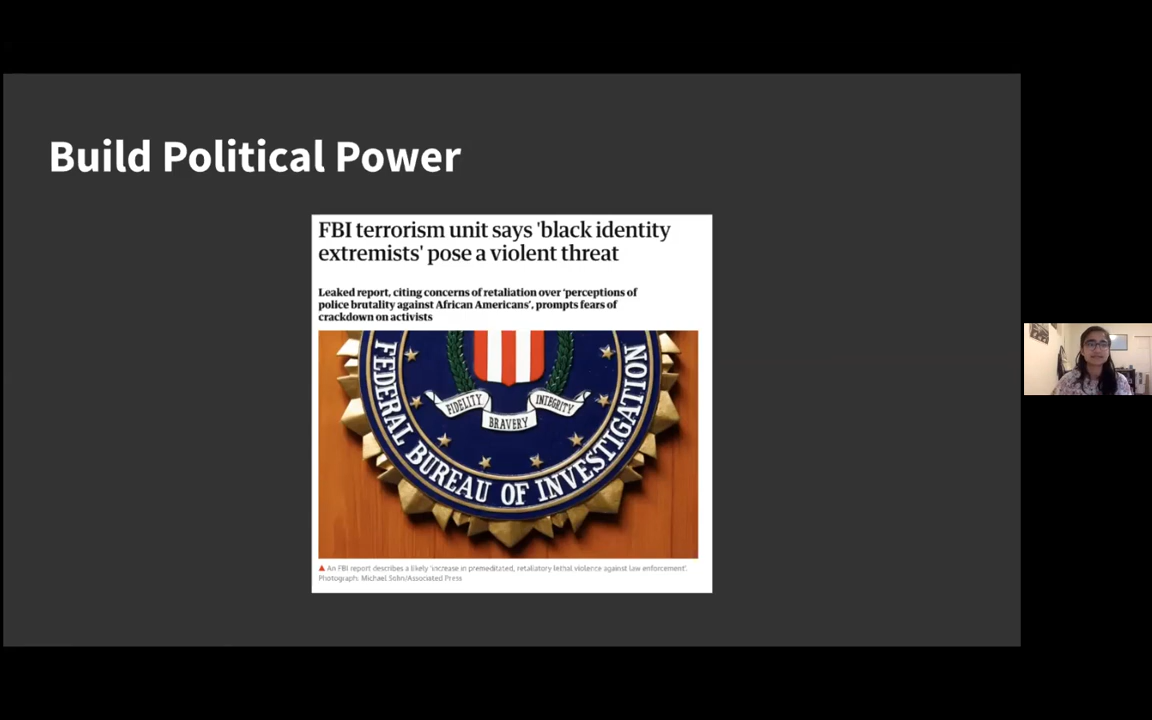 Build Political Power
FBI terrorism unit says 'black identity
extremists' pose a violent threat
Leaked report, citing concerns of retaliation over 'perceptions of
police brutality against African Americans', prompts fears of
crackdown on activists
FEDERAL BUREAU OF INVESTIGATION
FIDELITY
BRAVERY
INTEGRITY
An FBI report describes a likely 'increase in premeditated, retaliatory lethal violence against law enforcement'.
Photograph: Michael Sohn/Associated Press